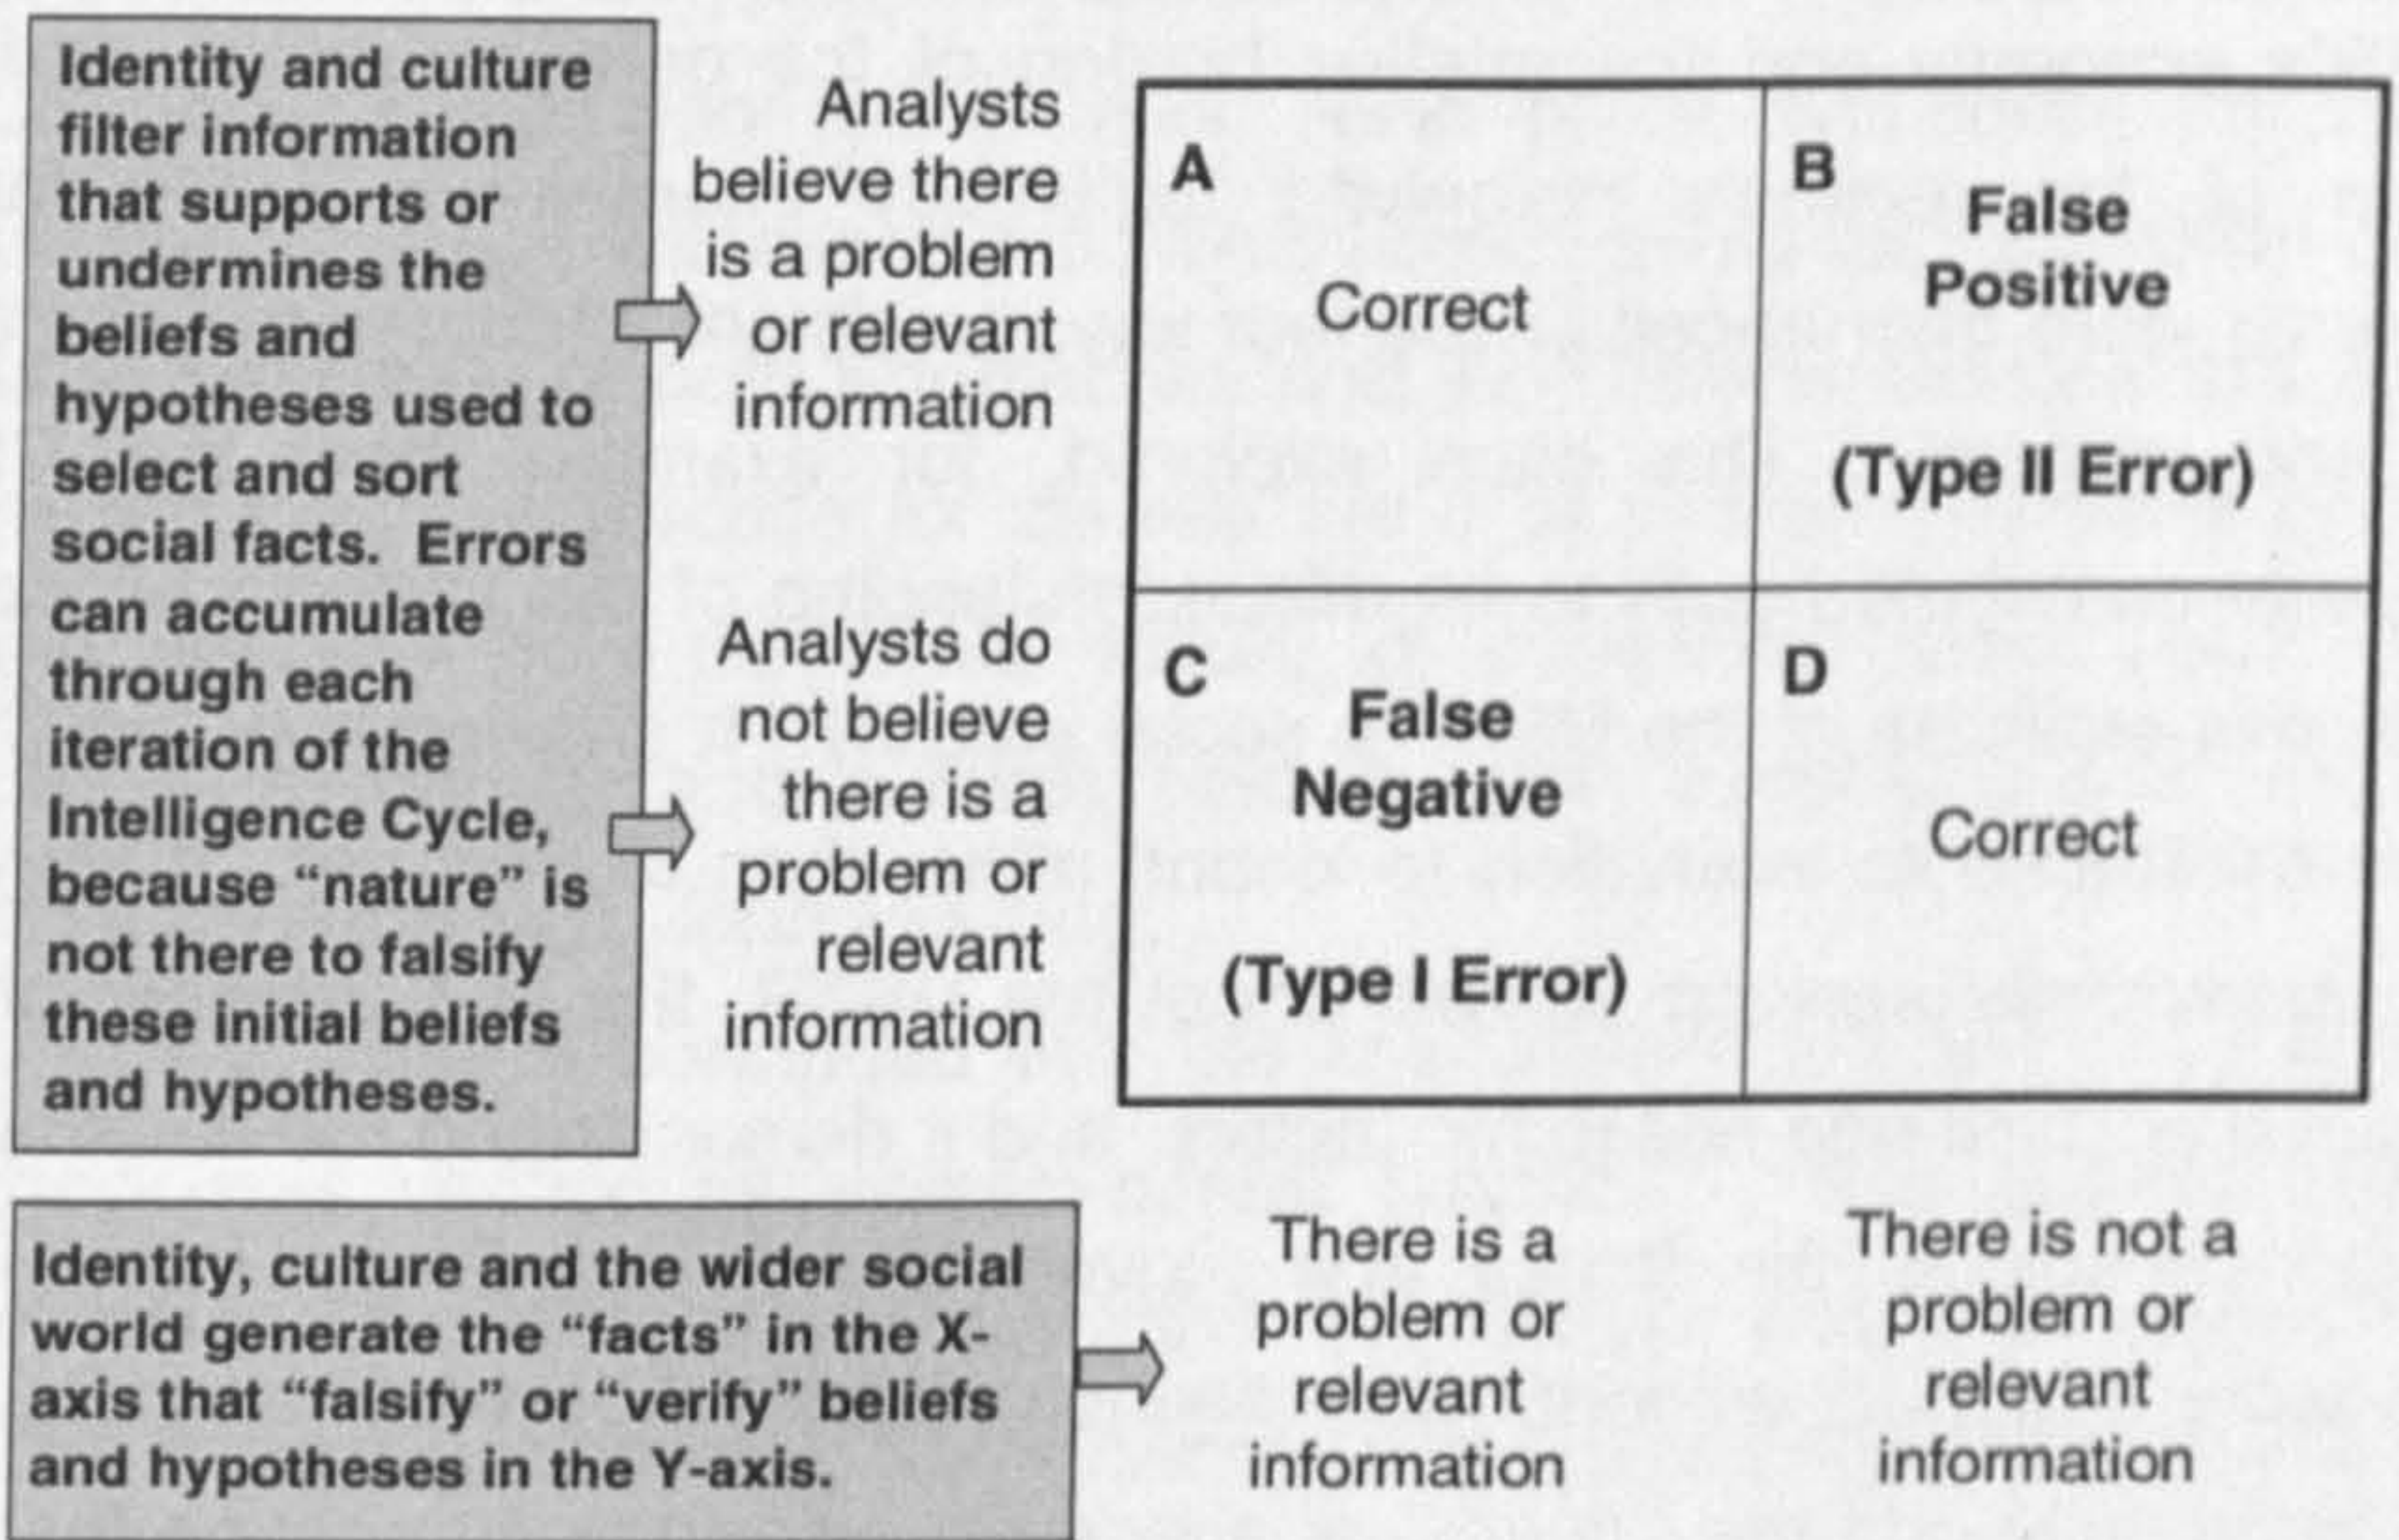 Identity and culture
filter information
that supports or
undermines the
beliefs and
hypotheses used to
select and sort
social facts.  Errors
can accumulate
through each
iteration of the
Intelligence Cycle,
because “nature” is
not there to falsify
these initial beliefs
and hypotheses.
Analysts
believe there
is a problem
or relevant
information
Analysts do
not believe
there is a
problem or
relevant
information
A
Correct
B
False
Positive
(Type II Error)
C
False
Negative
(Type I Error)
D
Correct
Identity, culture and the wider social
world generate the “facts” in the X-
axis that “falsify” or “verify” beliefs
and hypotheses in the Y-axis.
There is a
problem or
relevant
information
There is not a
problem or
relevant
information